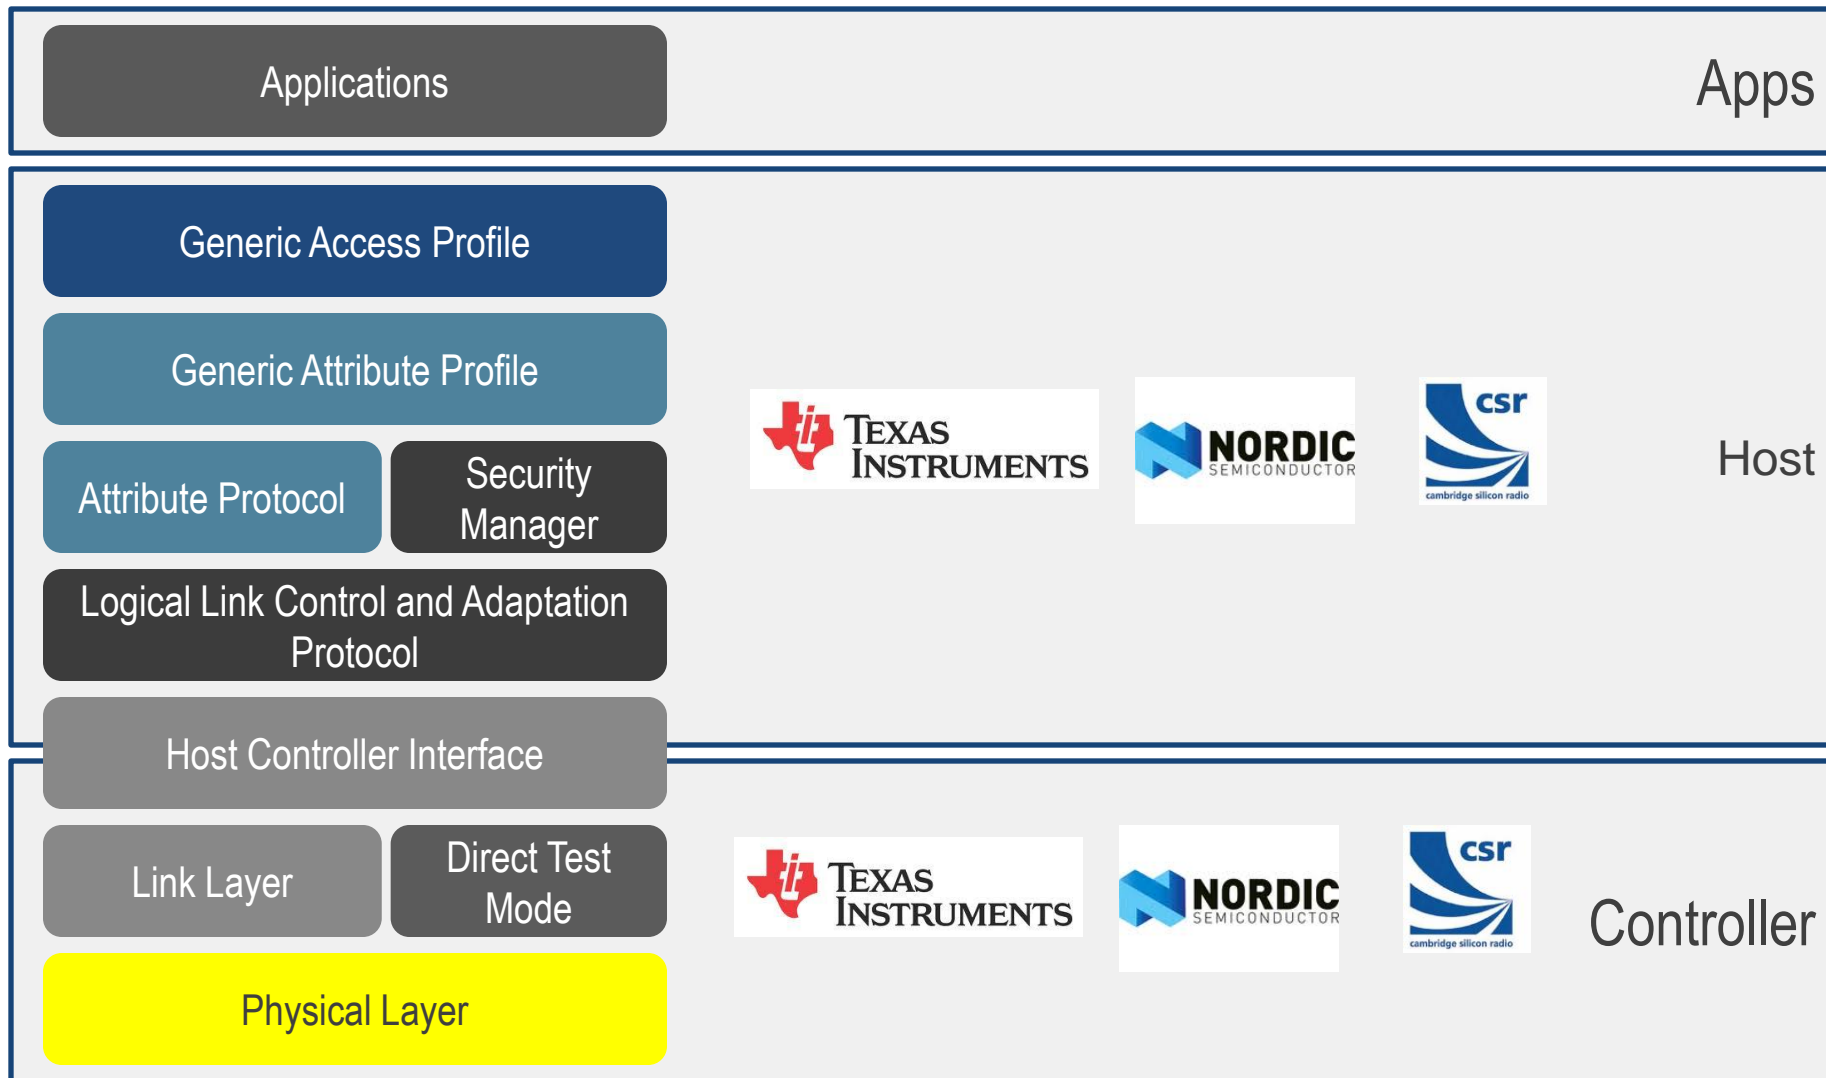 Applications
Apps
Generic Access Profile
Generic Attribute Profile
Attribute Protocol
Security
Manager
Logical Link Control and Adaptation
Protocol
TEXAS
INSTRUMENTS
NORDIC
SEMICONDUCTOR
csr
cambridge silicon radio
Host
Host Controller Interface
Link Layer
Direct Test
Mode
Physical Layer
TEXAS
INSTRUMENTS
NORDIC
SEMICONDUCTOR
csr
cambridge silicon radio
Controller